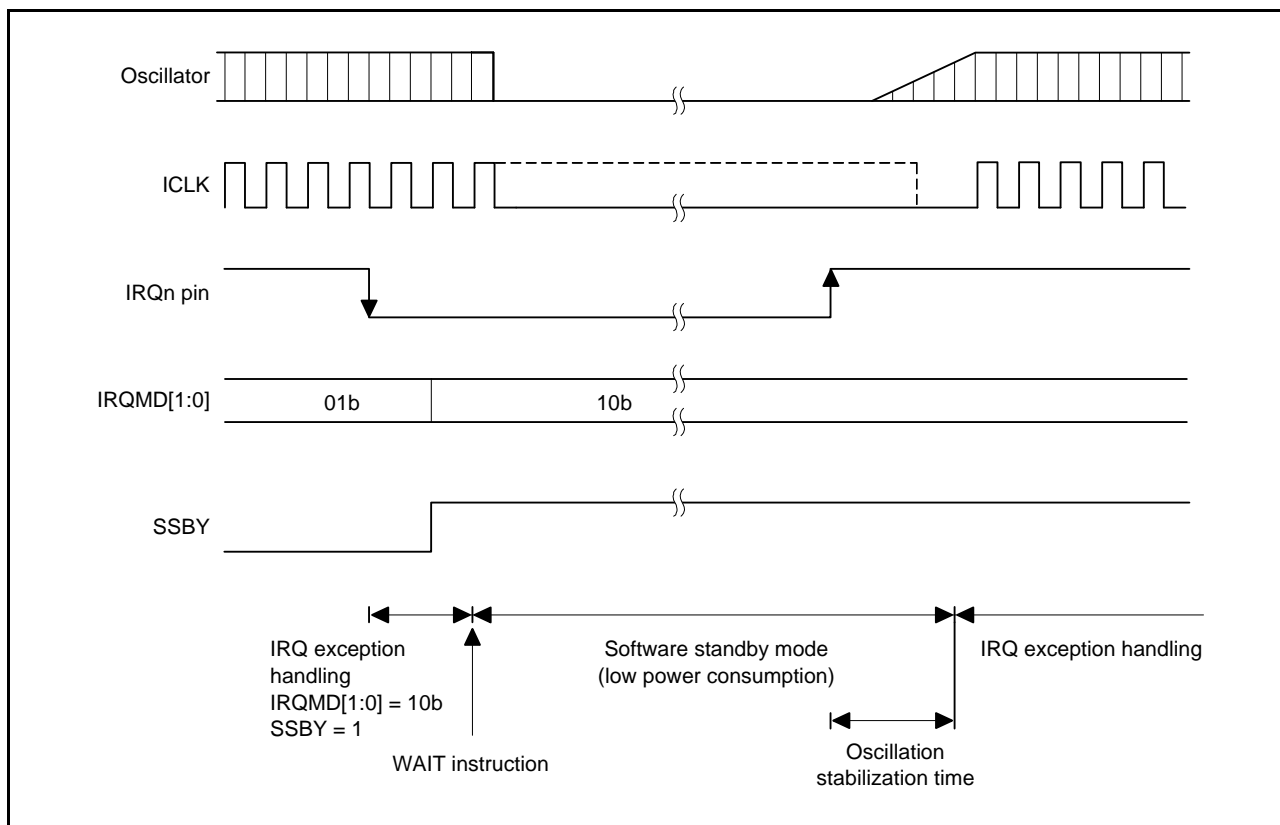 Oscillator
ICLK
IRQn pin
IRQMD[1:0]
01b
10b
SSBY
IRQ exception
handling
IRQMD[1:0] = 10b
SSBY = 1
WAIT instruction
Software standby mode
(low power consumption)
Oscillation
stabilization time
IRQ exception handling